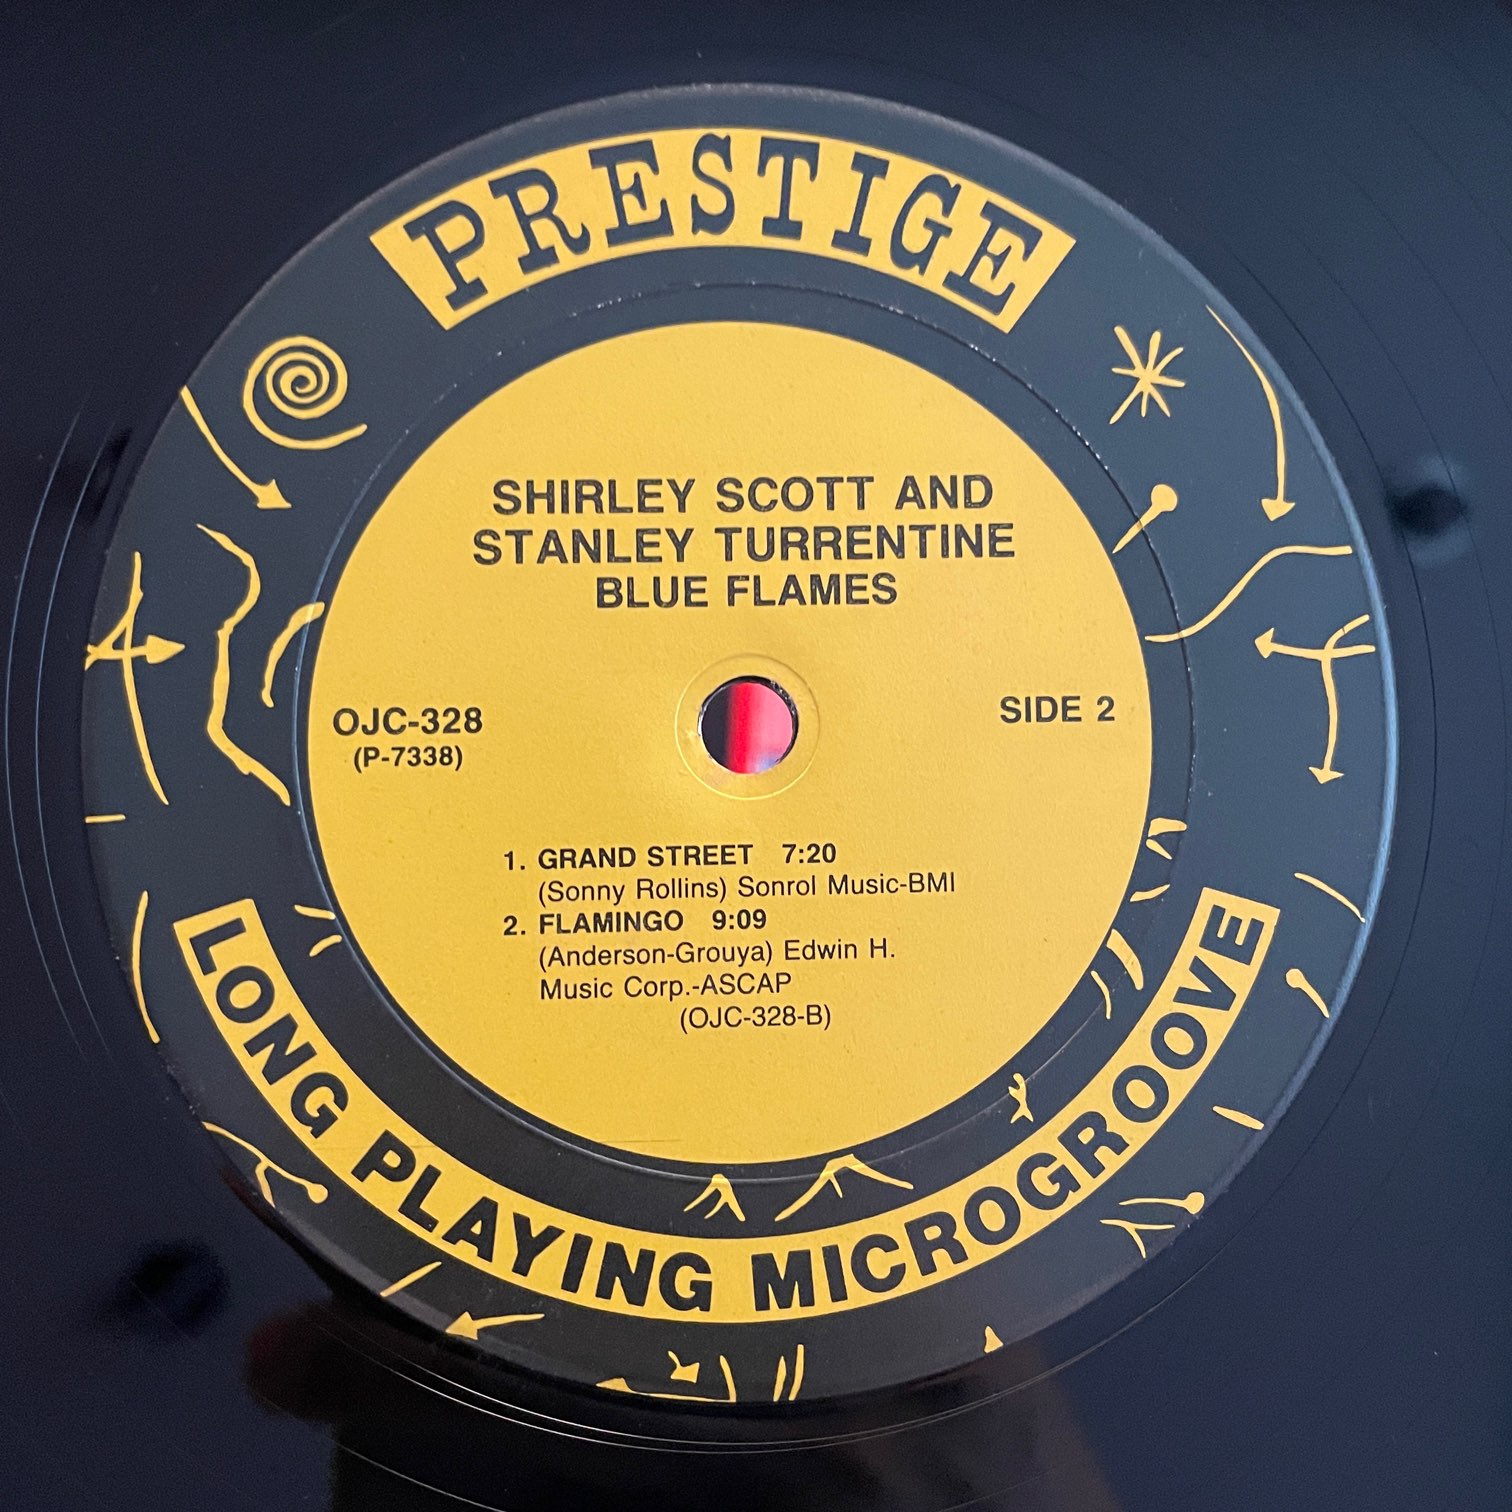 PRESTIGE
SHIRLEY SCOTT AND
STANLEY TURRENTINE
BLUE FLAMES
OJC-328
(P-7338)
SIDE 2
1. GRAND STREET 7:20
(Sonny Rollins) Sonrol Music-BMI
2. FLAMINGO 9:09
(Anderson-Grouya) Edwin H.
Music Corp.-ASCAP
(OJC-328-B)
LONG PLAYING MICROGROOVE